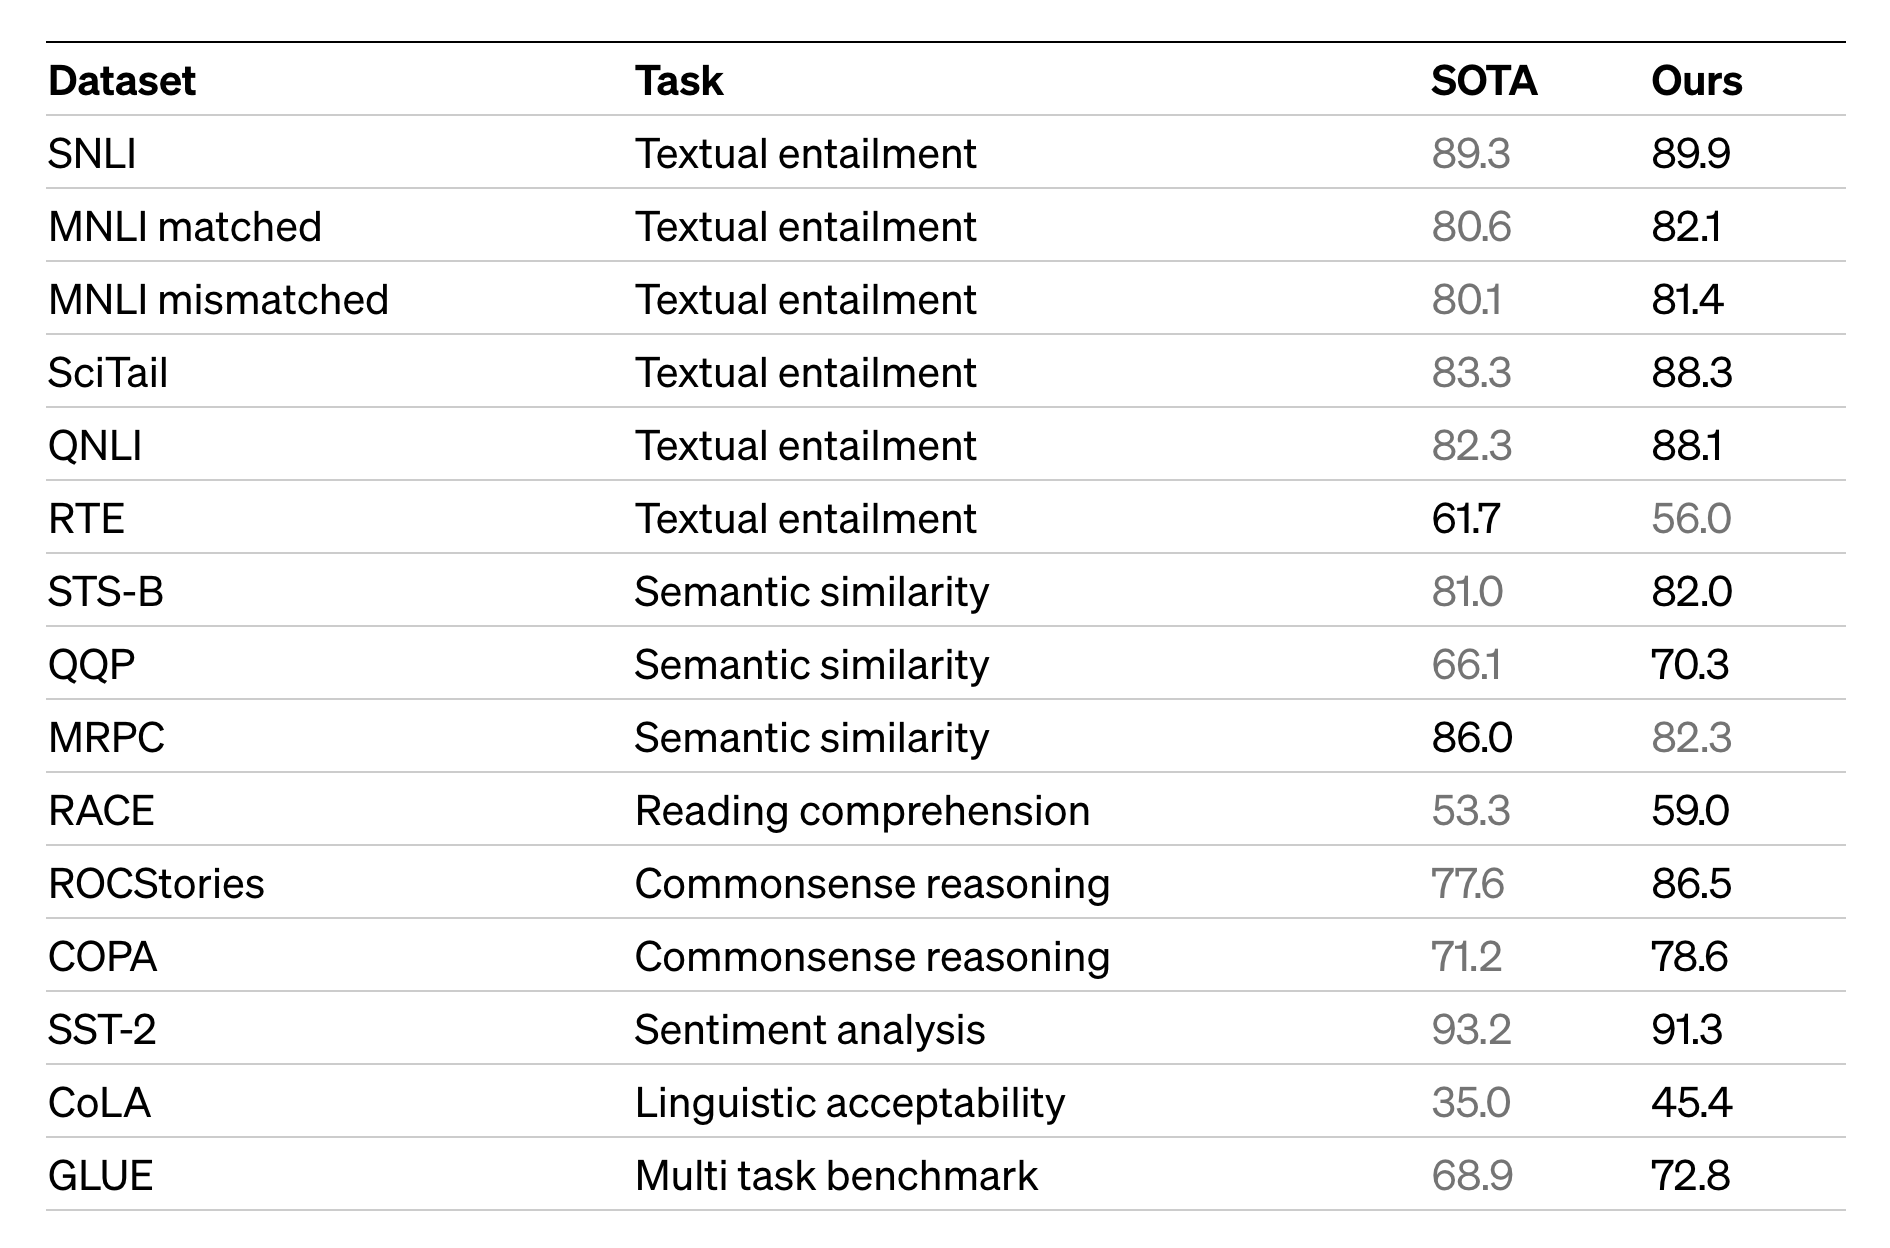 Dataset Task SOTA Ours
SNLI Textual entailment 89.3 89.9
MNLI matched Textual entailment 80.6 82.1
MNLI mismatched Textual entailment 80.1 81.4
SciTail Textual entailment 83.3 88.3
QNLI Textual entailment 82.3 88.1
RTE Textual entailment 61.7 56.0
STS-B Semantic similarity 81.0 82.0
QQP Semantic similarity 66.1 70.3
MRPC Semantic similarity 86.0 82.3
RACE Reading comprehension 53.3 59.0
ROCStories Commonsense reasoning 77.6 86.5
COPA Commonsense reasoning 71.2 78.6
SST-2 Sentiment analysis 93.2 91.3
CoLA Linguistic acceptability 35.0 45.4
GLUE Multi task benchmark 68.9 72.8